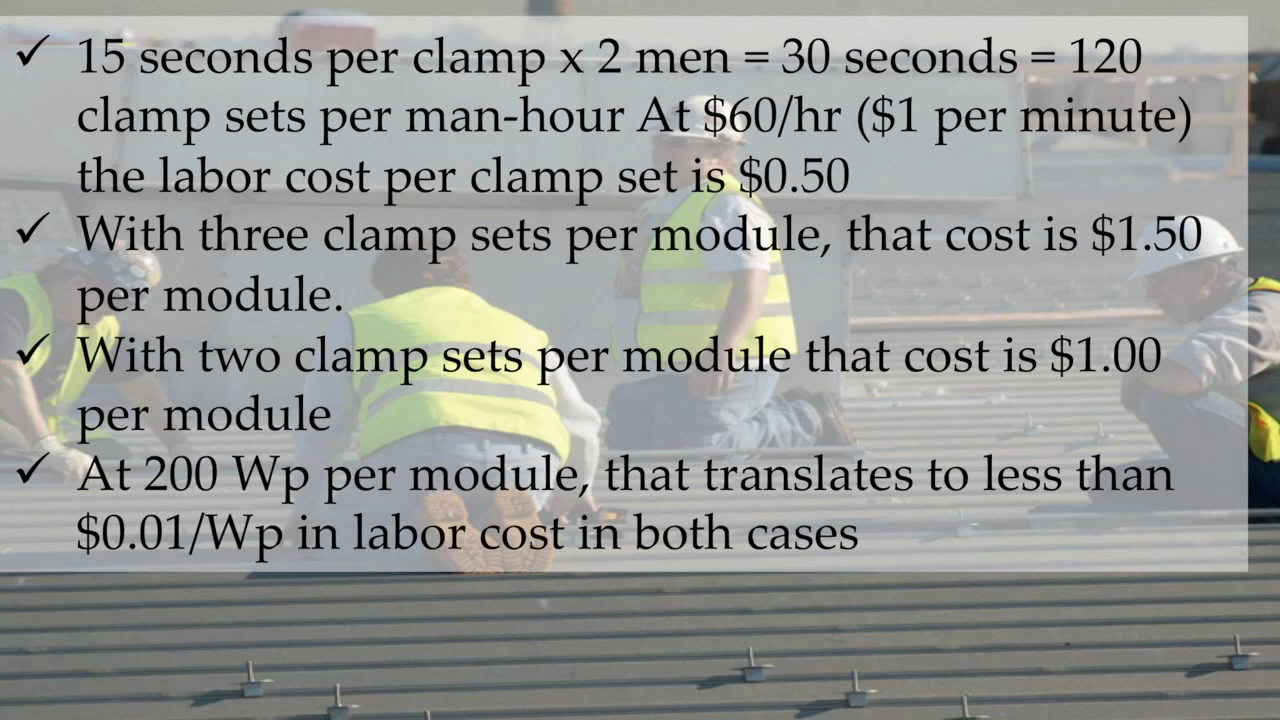 ✓ 15 seconds per clamp x 2 men = 30 seconds = 120
clamp sets per man-hour At $60/hr ($1 per minute)
the labor cost per clamp set is $0.50
✓ With three clamp sets per module, that cost is $1.50
per module.
✓ With two clamp sets per module that cost is $1.00
per module
✓ At 200 Wp per module, that translates to less than
$0.01/Wp in labor cost in both cases